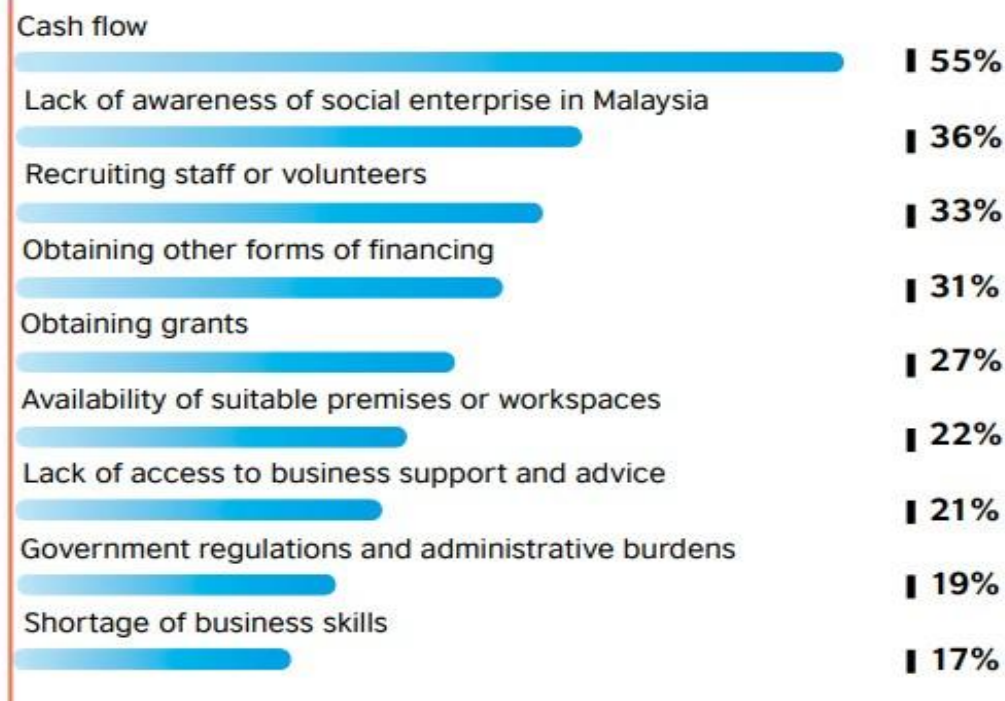 Cash flow
55%
Lack of awareness of social enterprise in Malaysia
36%
Recruiting staff or volunteers
33%
Obtaining other forms of financing
31%
Obtaining grants
27%
Availability of suitable premises or workspaces
22%
Lack of access to business support and advice
21%
Government regulations and administrative burdens
19%
Shortage of business skills
17%